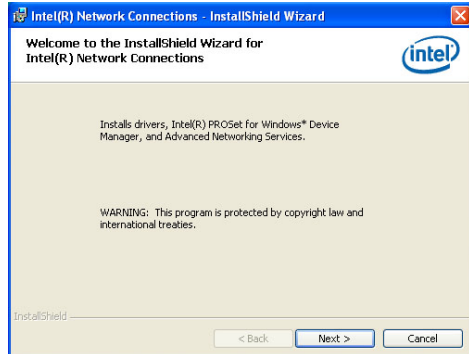 Intel(R) Network Connections - InstallShield Wizard
Welcome to the InstallShield Wizard for
Intel(R) Network Connections
intel
Installs drivers, Intel(R) PROSet for Windows* Device
Manager, and Advanced Networking Services.
WARNING: This program is protected by copyright law and
international treaties.
InstallShield
< Back
Next >
Cancel